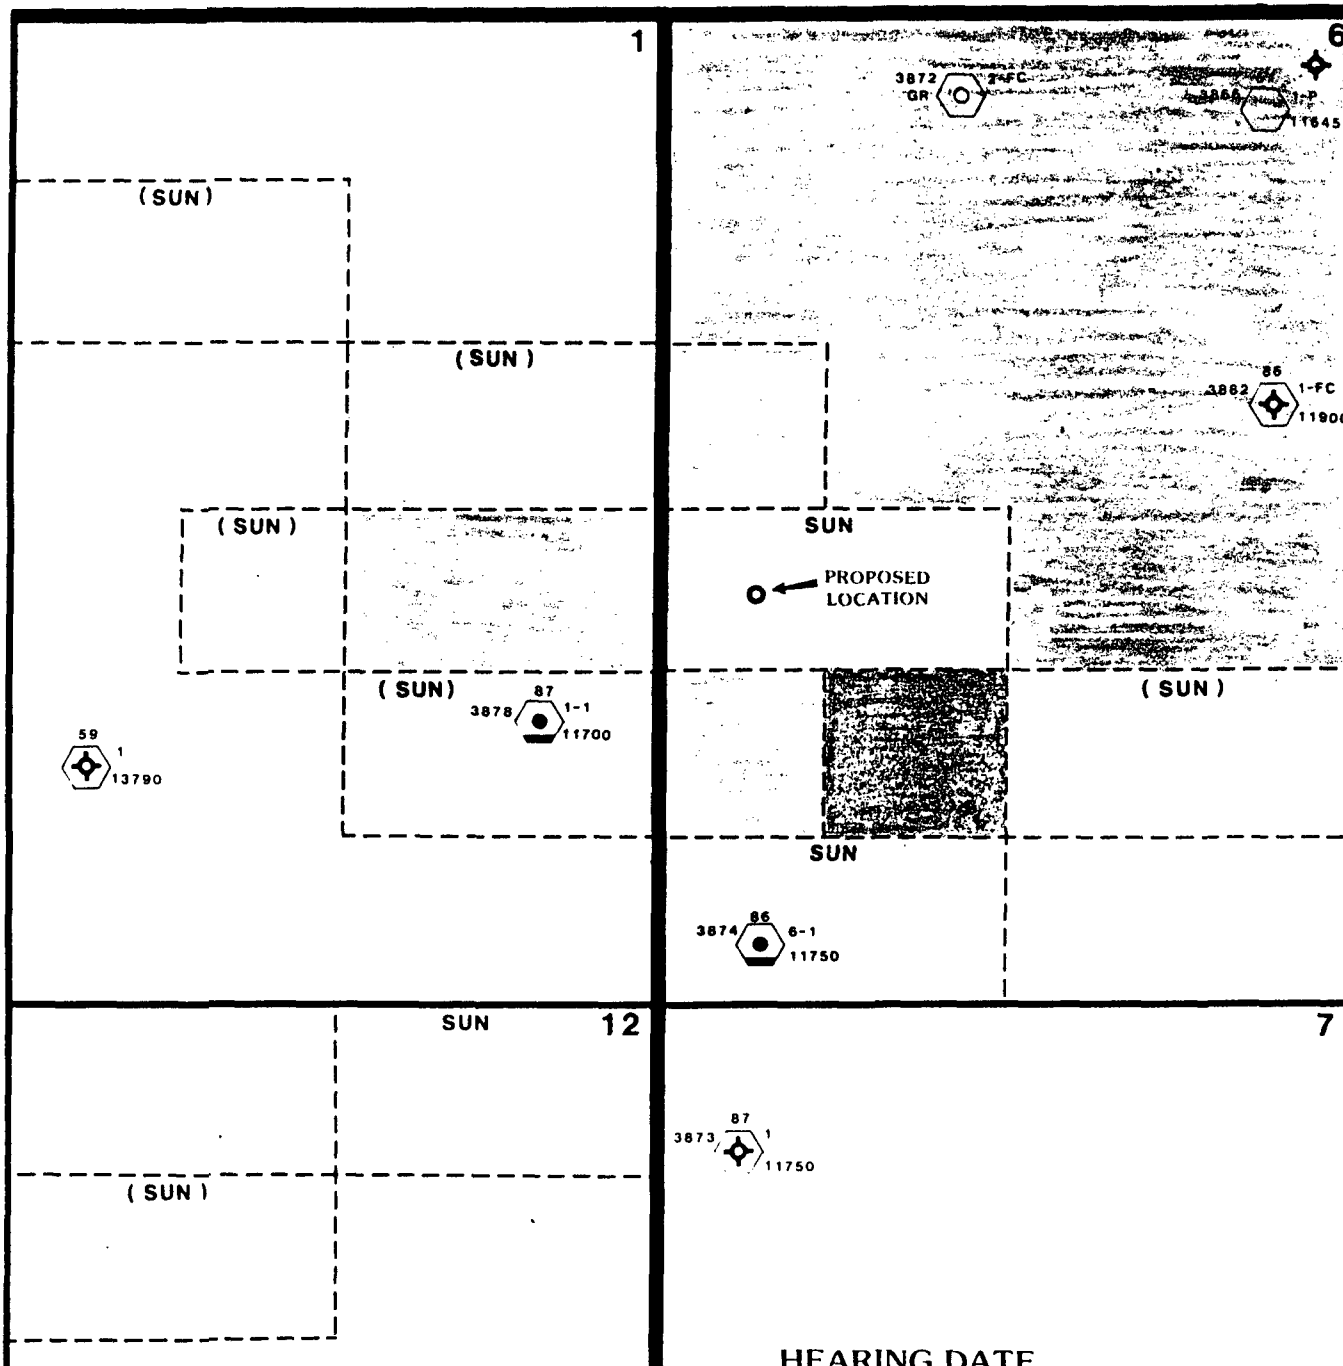 1
6
3872
GR
2-FC
1-P
11645
(SUN)
(SUN)
86
3882
1-FC
11900
(SUN)
SUN
PROPOSED
LOCATION
(SUN)
87
3878
1-1
11700
(SUN)
59
1
13790
SUN
86
3874
6-1
11750
SUN
12
7
87
3873
1
11750
(SUN)
HEARING DATE